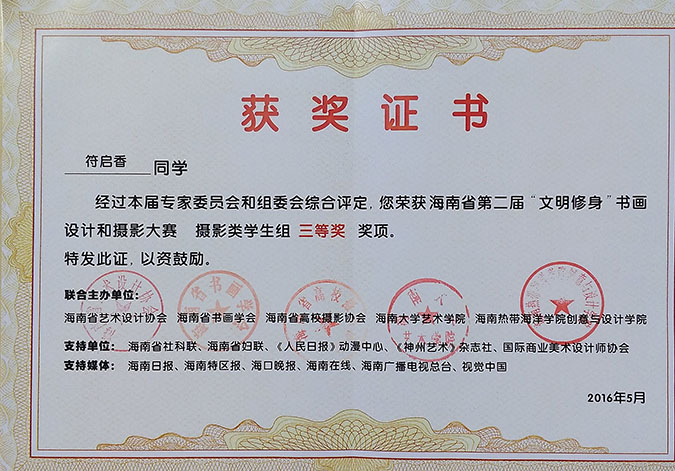 获奖证书
符启香 同学
经过本届专家委员会和组委会综合评定,您荣获海南省第二届“文明修身”书画
设计和摄影大赛 摄影类学生组 三等奖 奖项。
特发此证,以资鼓励。
联合主办单位:
海南省艺术设计协会 海南省书画学会 海南省高校摄影协会 海南大学艺术学院 海南热带海洋学院创意与设计学院
支持单位: 海南省社科联、海南省妇联、《人民日报》动漫中心、《神州艺术》杂志社、国际商业美术设计师协会
支持媒体: 海南日报、海南特区报、海口晚报、海南在线、海南广播电视总台、视觉中国
2016年5月